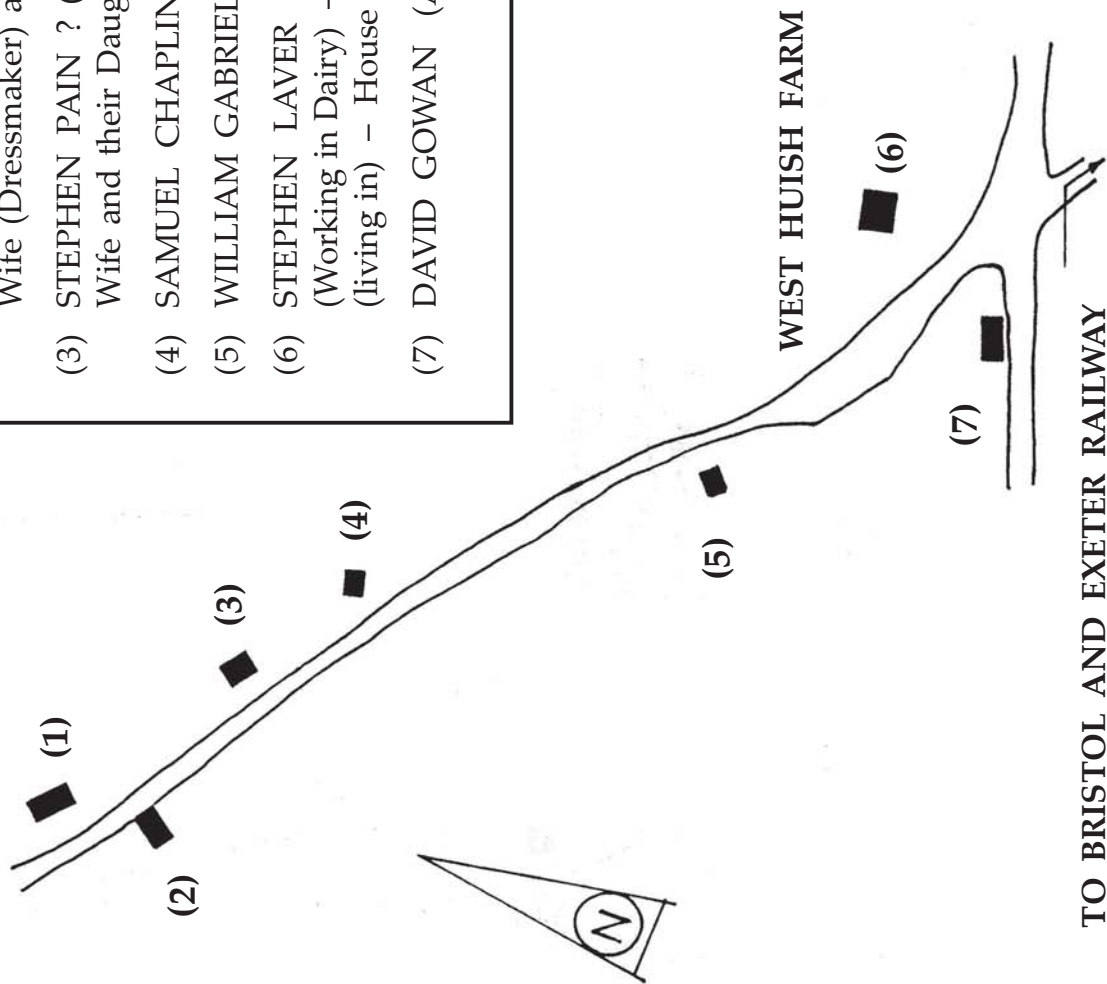 Wife (Dressmaker) a
(3) STEPHEN PAIN ? (
Wife and their Daug
(4) SAMUEL CHAPLIN
(5) WILLIAM GABRIEL
(6) STEPHEN LAVER
(Working in Dairy) –
(living in) – House
(7) DAVID GOWAN (A
(1)
(2)
(3)
(4)
(5)
WEST HUISH FARM
(6)
(7)
N
TO BRISTOL AND EXETER RAILWAY